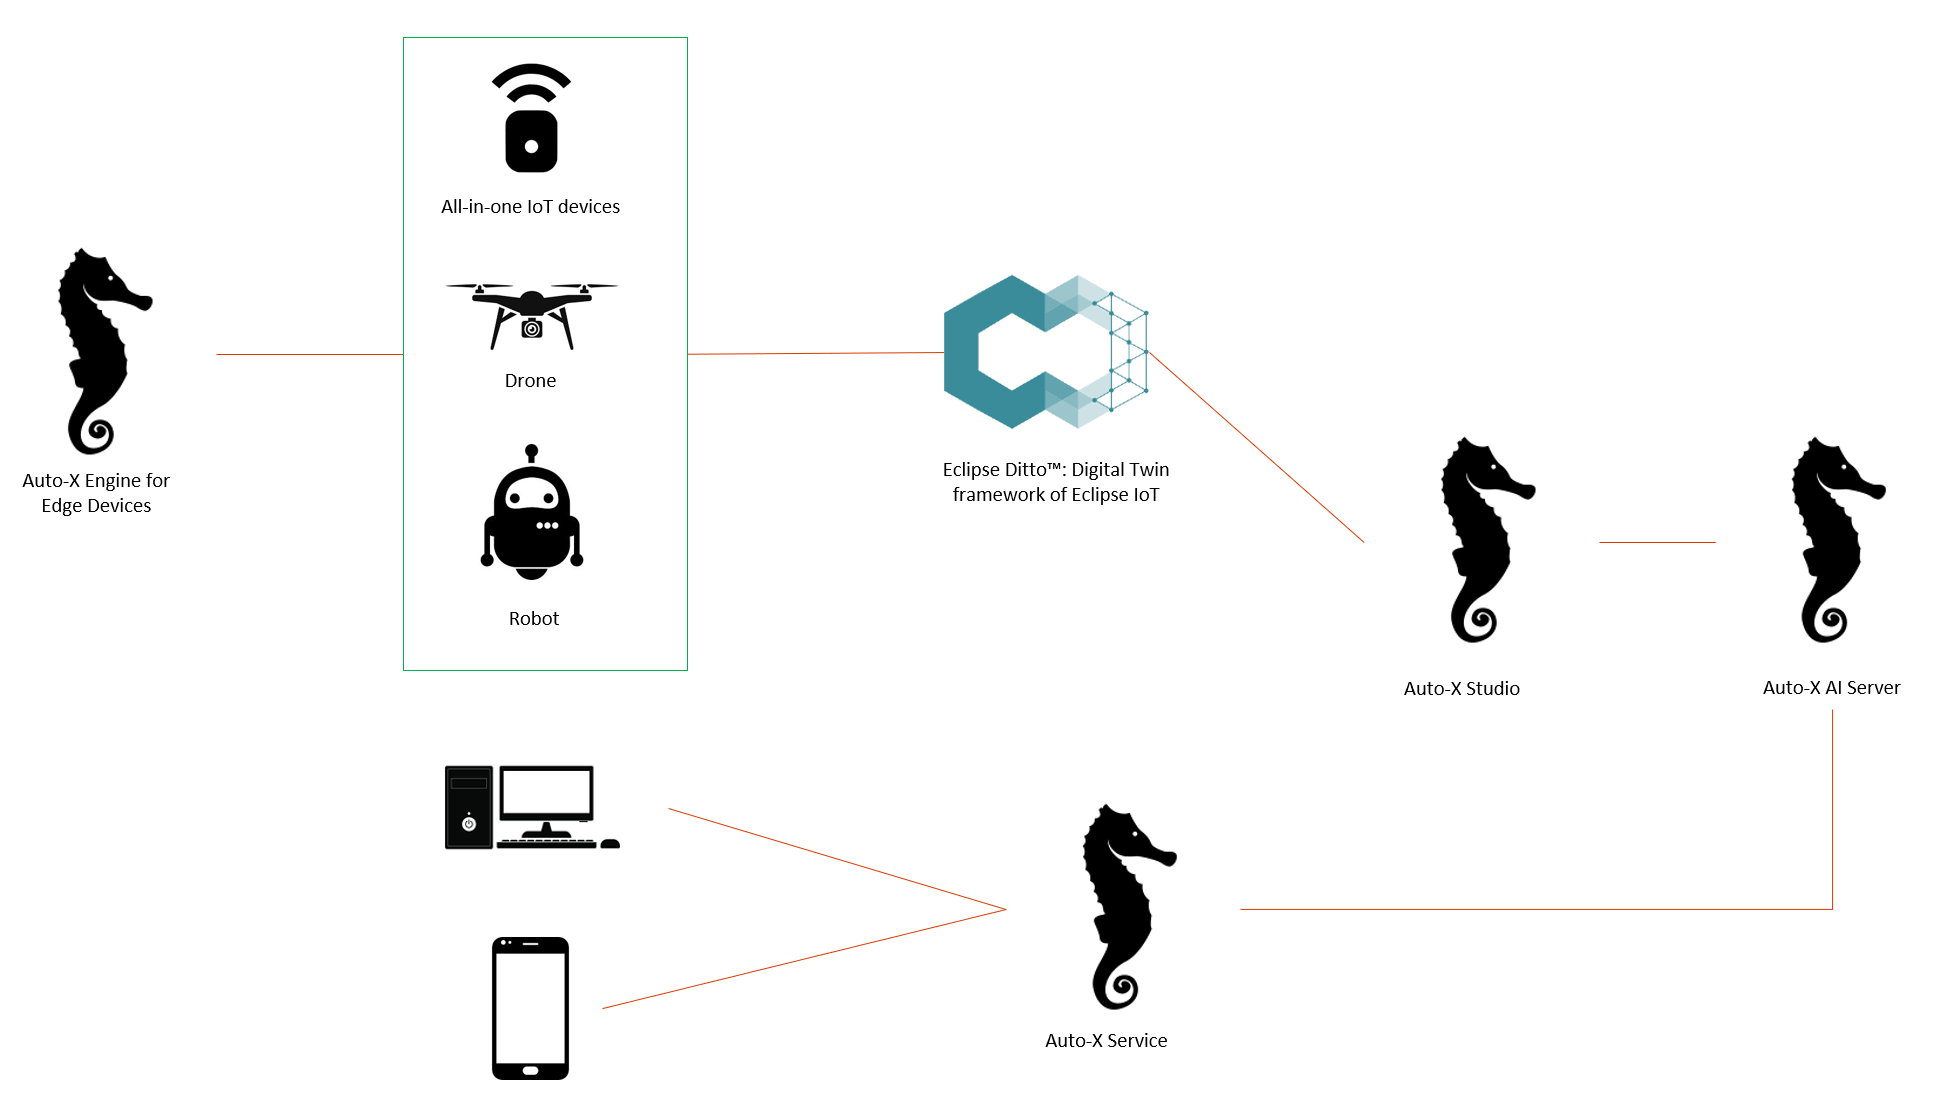 All-in-one IoT devices
Drone
Robot
Auto-X Engine for
Edge Devices
Eclipse Ditto™: Digital Twin
framework of Eclipse IoT
Auto-X Studio
Auto-X AI Server
Auto-X Service